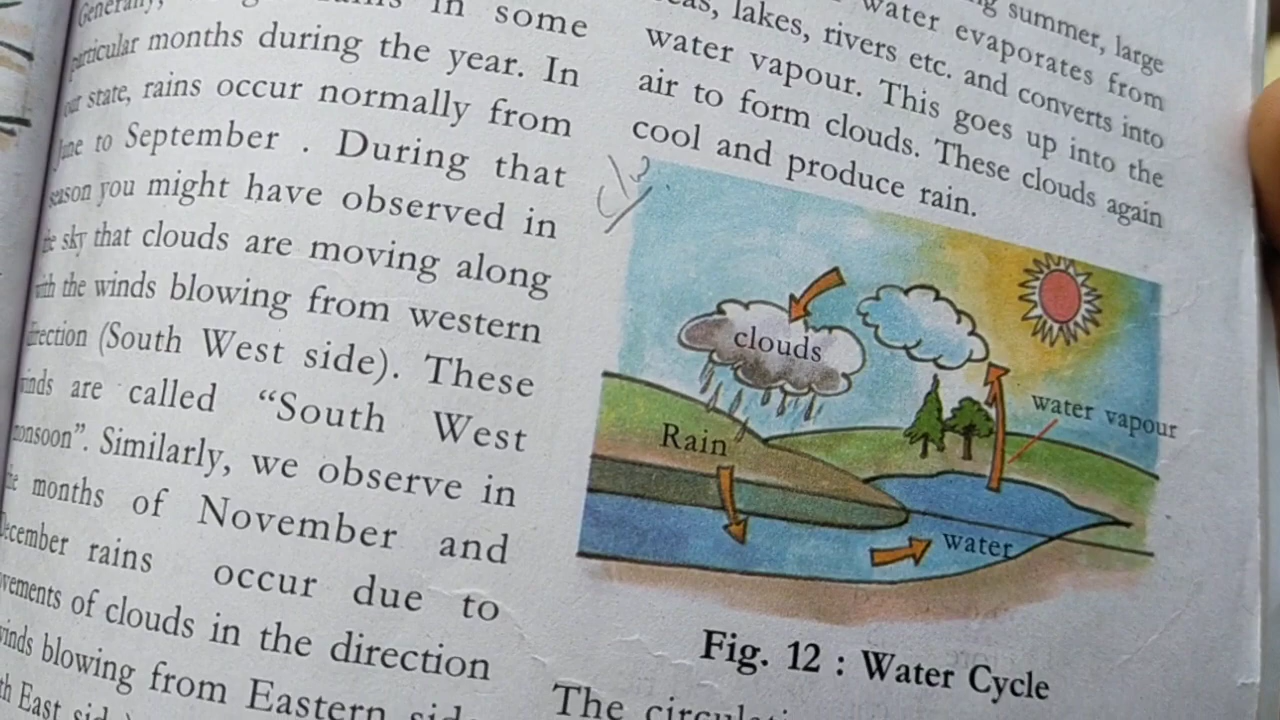 Generally, in some
particular months during the year. In
our state, rains occur normally from
June to September . During that
season you might have observed in
the sky that clouds are moving along
with the winds blowing from western
direction (South West side). These
winds are called “South West
monsoon”. Similarly, we observe in
the months of November and
December rains occur due to
movements of clouds in the direction
winds blowing from Eastern
East
summer, large
water evaporates from
lakes, rivers etc. and converts into
water vapour. This goes up into the
air to form clouds. These clouds again
cool and produce rain.
clouds
water vapour
Rain
water
Fig. 12 : Water Cycle
The